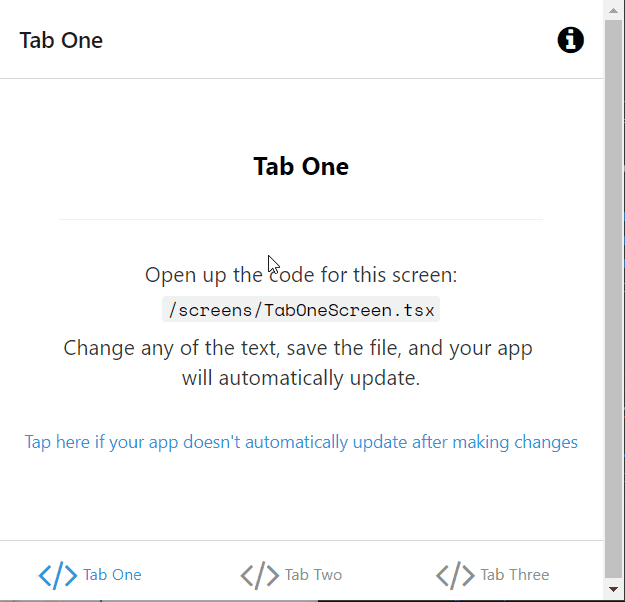 Tab One
Tab One
Open up the code for this screen:
/screens/TabOneScreen.tsx
Change any of the text, save the file, and your app
will automatically update.
Tap here if your app doesn't automatically update after making changes
</> Tab One </> Tab Two </> Tab Three